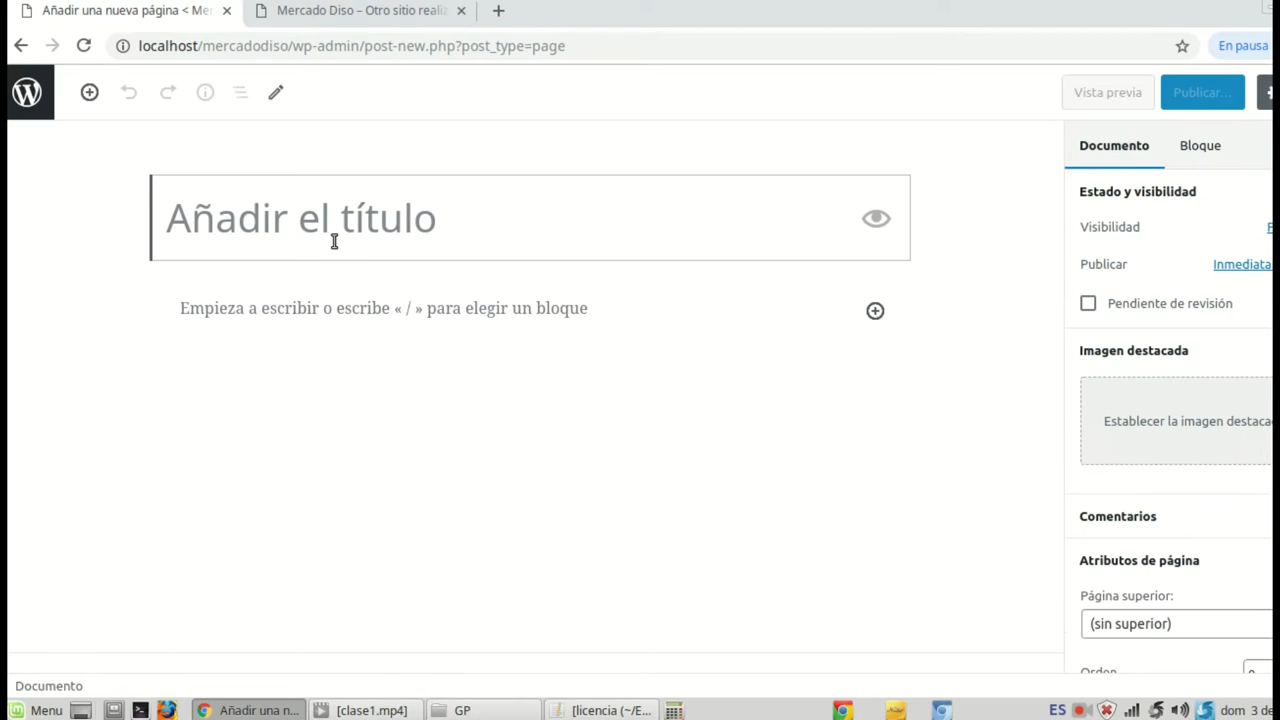 Añadir una nueva página < Me
Mercado Diso – Otro sitio realiz
localhost/mercadodiso/wp-admin/post-new.php?post_type=page
En pausa
Vista previa
Publicar...
Documento
Bloque
Añadir el título
Empieza a escribir o escribe « / » para elegir un bloque
Estado y visibilidad
Visibilidad
Publicar
Inmediata
Pendiente de revisión
Imagen destacada
Establecer la imagen destaca
Comentarios
Atributos de página
Página superior:
(sin superior)
Orden
Documento
Menu
Añadir una n...
[clase1.mp4]
GP
[licencia (~/E...
ES
dom 3 de